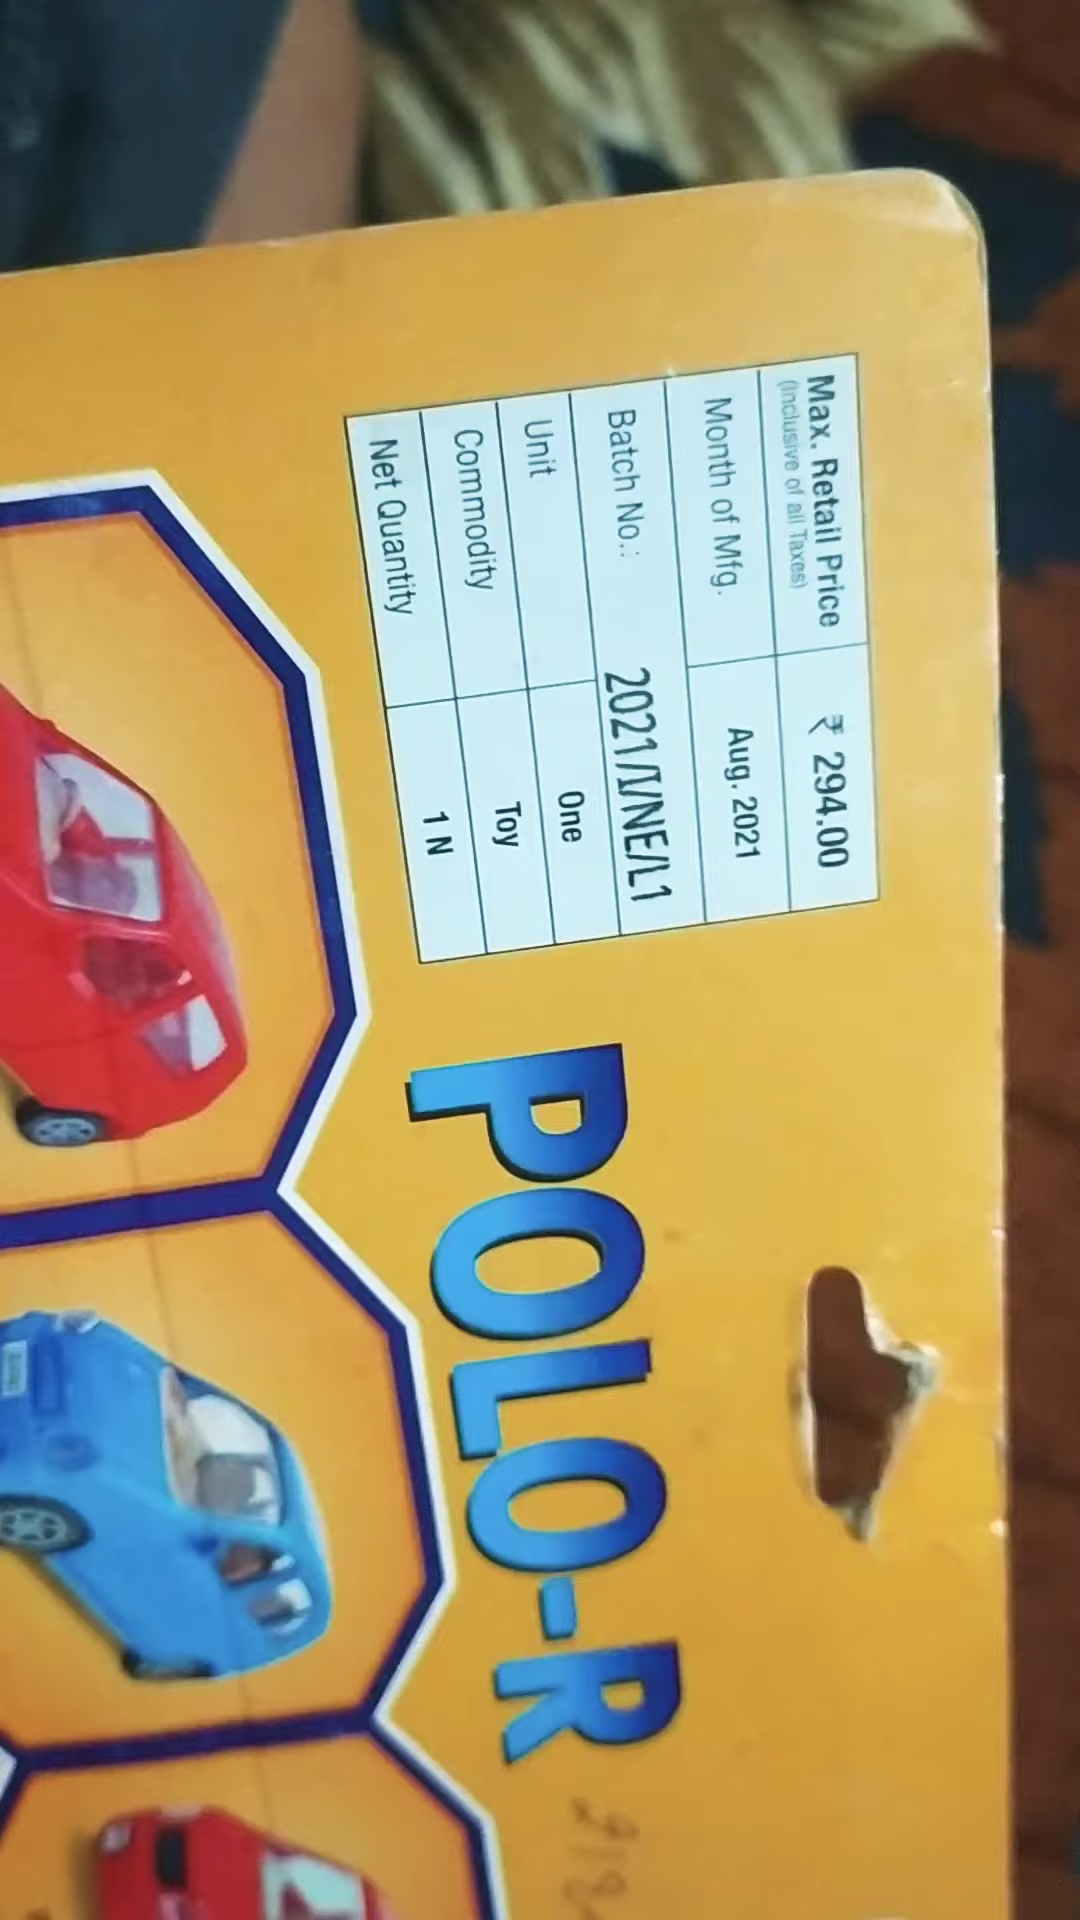 Max. Retail Price ₹ 294.00
(Inclusive of all Taxes)
Month of Mfg. Aug. 2021
Batch No.: 2021/I/NE/L1
Unit One
Commodity Toy
Net Quantity 1 N
POLO-R